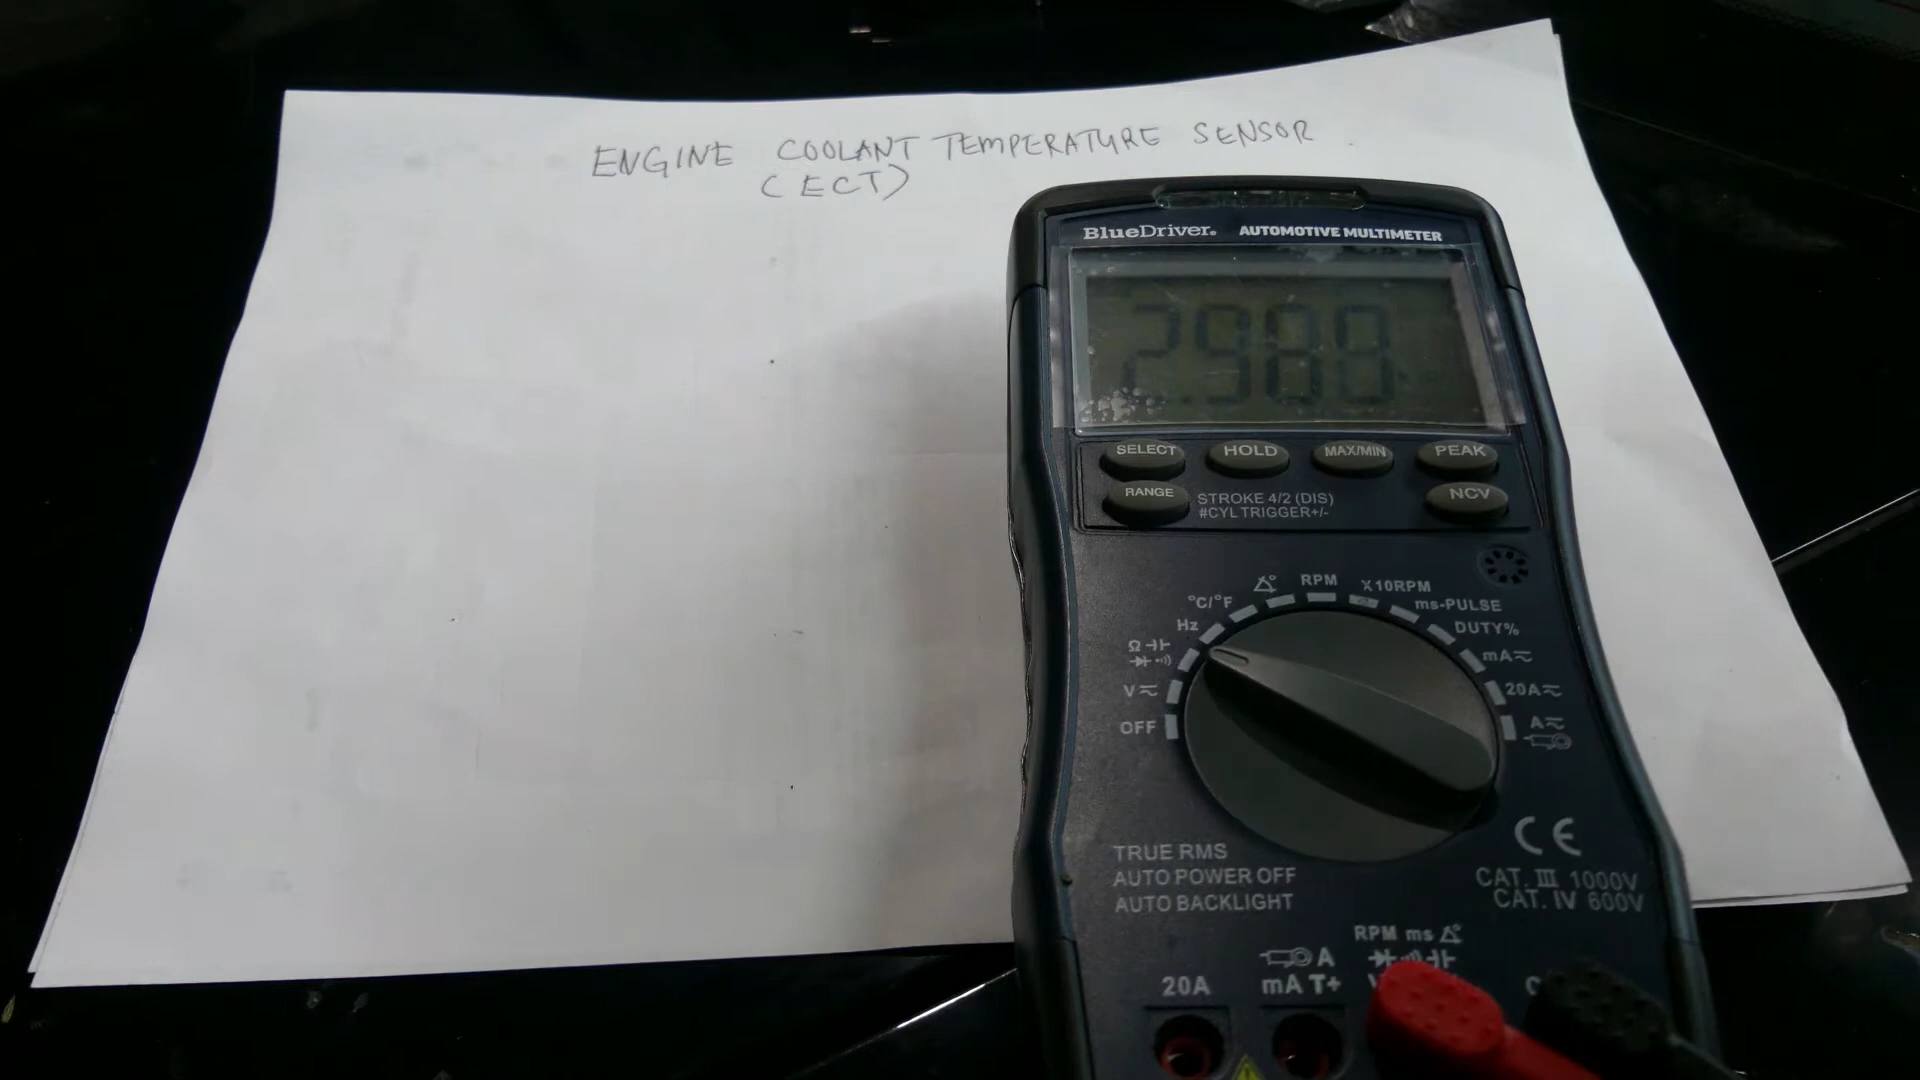 ENGINE COOLANT TEMPERATURE SENSOR
(ECT)
BlueDriver® AUTOMOTIVE MULTIMETER
2.988
SELECT HOLD MAX/MIN PEAK
RANGE STROKE 4/2 (DIS) NCV
#CYL TRIGGER+/-
RPM X10RPM
°C/°F ms-PULSE
Hz DUTY%
Ω mA
V 20A
OFF A
TRUE RMS
AUTO POWER OFF
AUTO BACKLIGHT
CE
CAT. III 1000V
CAT. IV 600V
RPM ms
A
20A mA T+